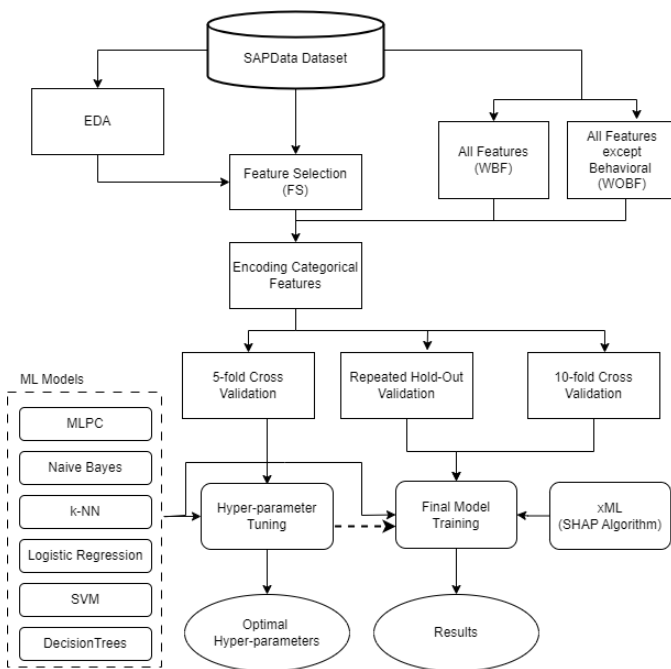 SAPData Dataset
EDA
All Features
(WBF)
All Features
except
Behavioral
(WOBF)
Feature Selection
(FS)
Encoding Categorical
Features
ML Models
5-fold Cross
Validation
Repeated Hold-Out
Validation
10-fold Cross
Validation
MLPC
Naive Bayes
k-NN
Logistic Regression
SVM
DecisionTrees
Hyper-parameter
Tuning
Final Model
Training
xML
(SHAP Algorithm)
Optimal
Hyper-parameters
Results